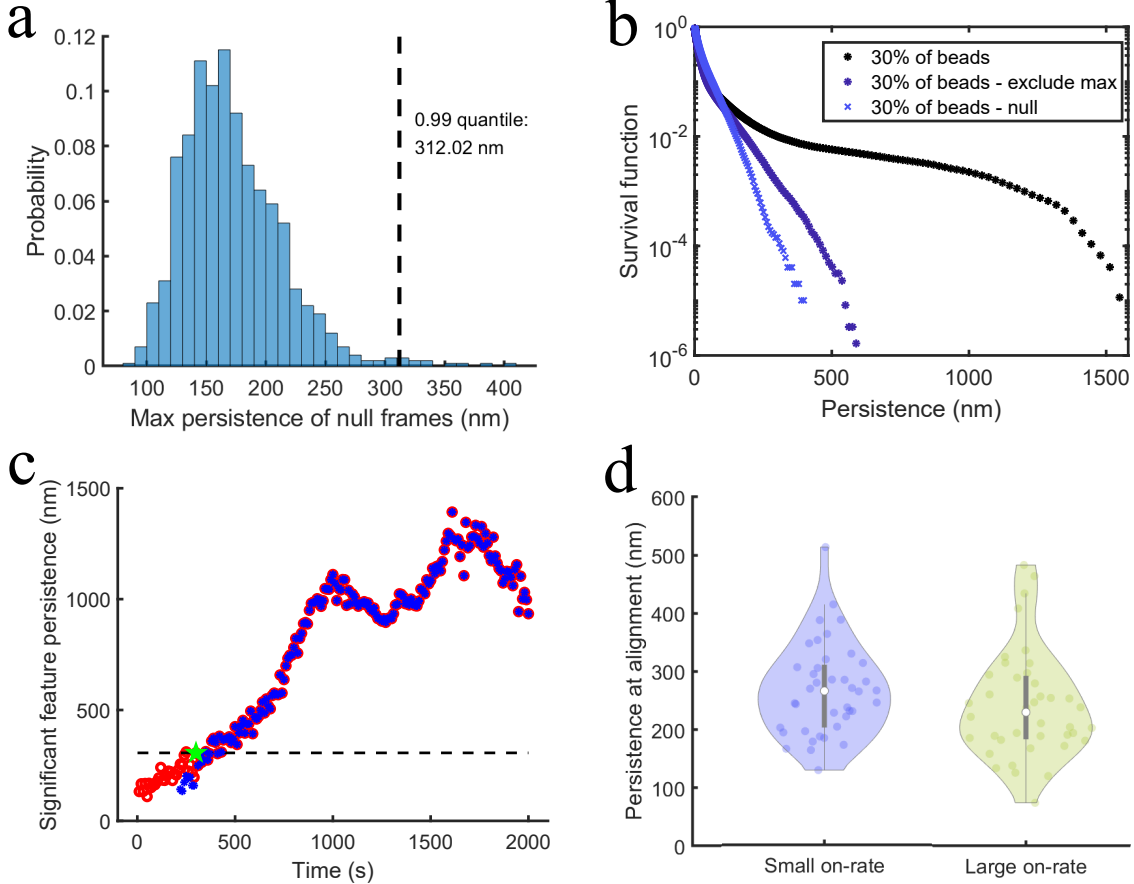 a
0.12
0.1
0.08
0.06
0.04
0.02
0
Probability
0.99 quantile:
312.02 nm
100
150
200
250
300
350
400
Max persistence of null frames (nm)
b
10^0
10^-2
10^-4
10^-6
Survival function
30% of beads
30% of beads - exclude max
30% of beads - null
0
500
1000
1500
Persistence (nm)
c
1500
1000
500
0
Significant feature persistence (nm)
0
500
1000
1500
2000
Time (s)
d
600
500
400
300
200
100
0
Persistence at alignment (nm)
Small on-rate
Large on-rate